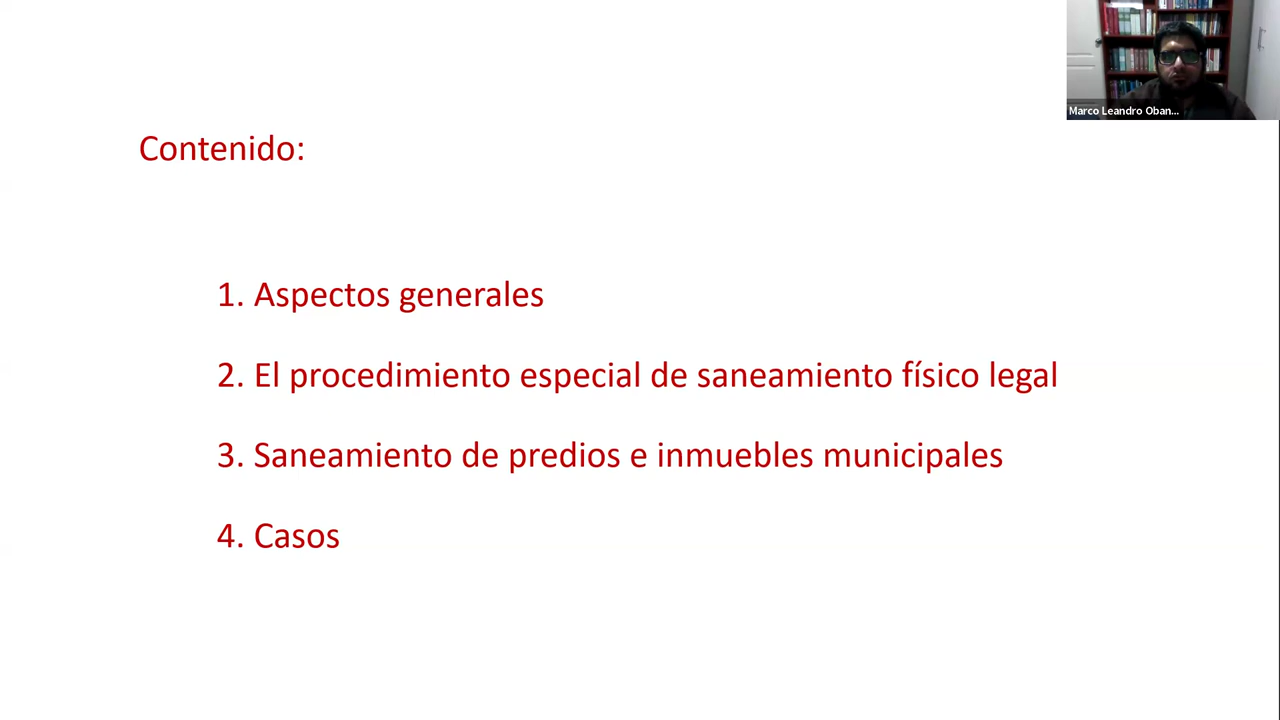 Marco Leandro Oban...
Contenido:
1. Aspectos generales
2. El procedimiento especial de saneamiento físico legal
3. Saneamiento de predios e inmuebles municipales
4. Casos